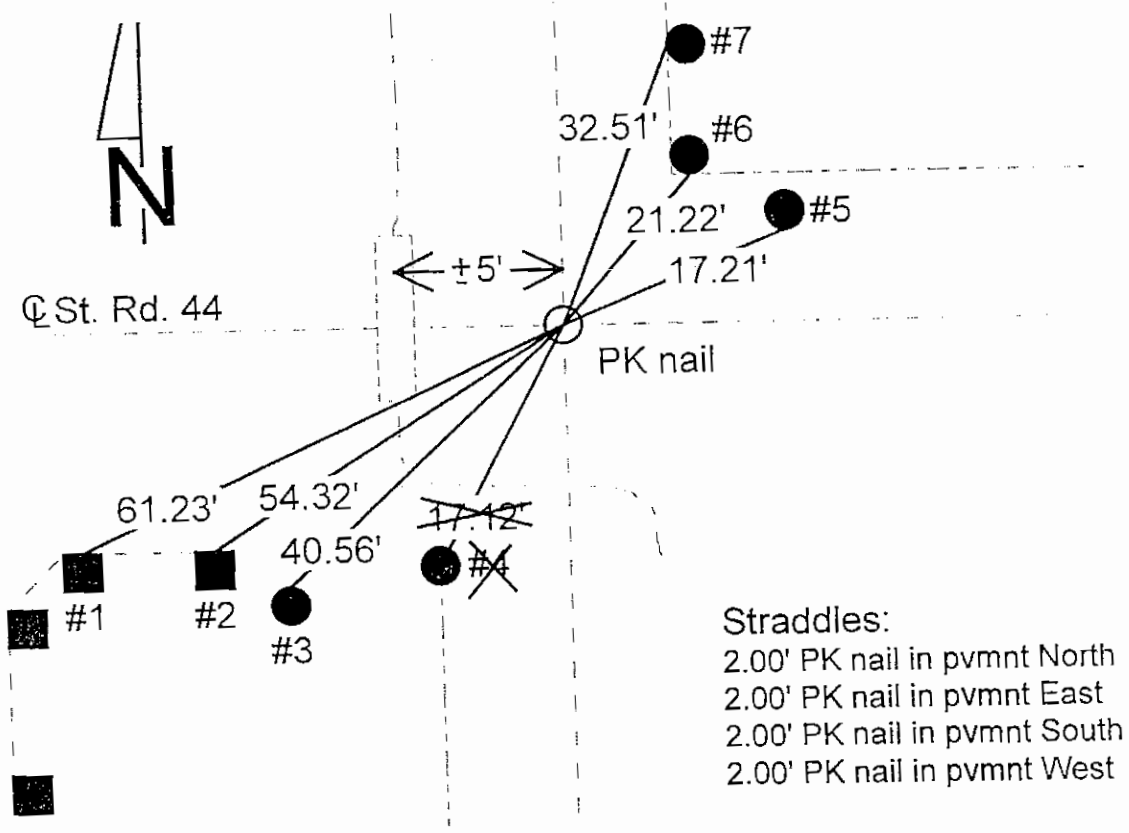 #7
32.51'
#6
N
#5
21.22'
±5'
17.21'
℄ St. Rd. 44
PK nail
61.23'
54.32'
17.12'
40.56'
#4
#1
#2
#3
Straddles:
2.00' PK nail in pvmnt North
2.00' PK nail in pvmnt East
2.00' PK nail in pvmnt South
2.00' PK nail in pvmnt West